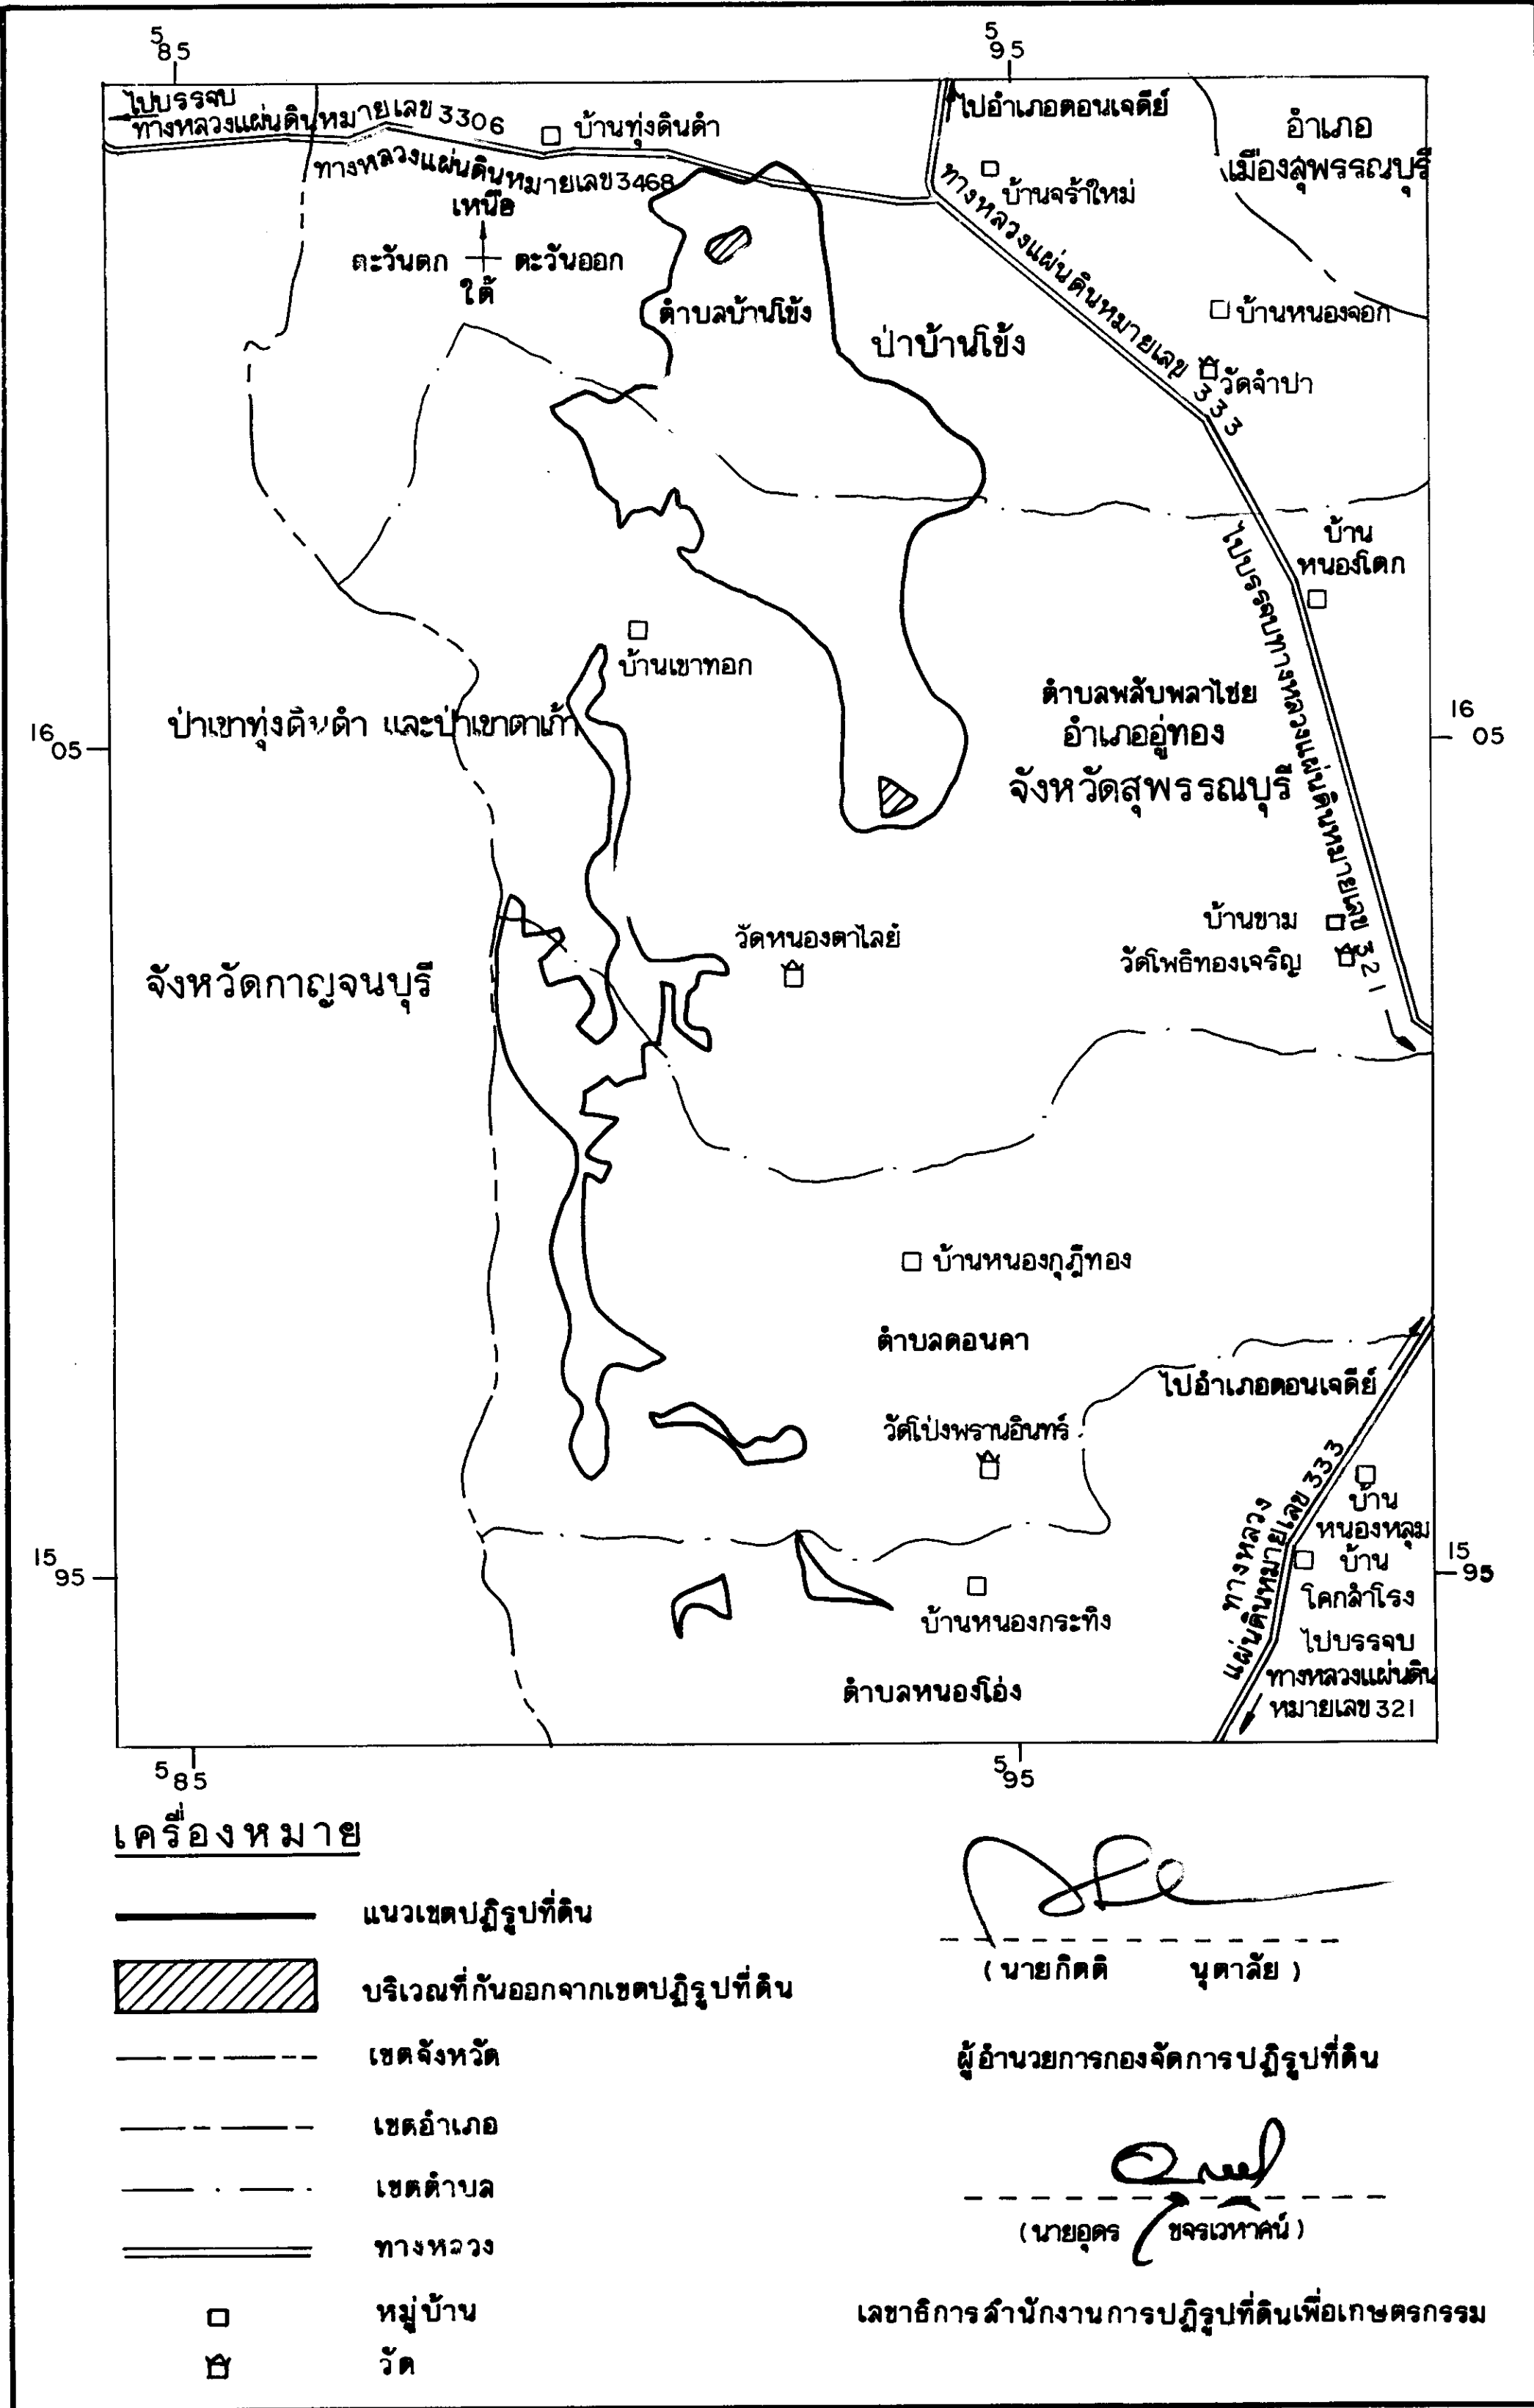 5
85
5
95
ไปบรรจบ
ทางหลวงแผ่นดินหมายเลข 3306
บ้านทุ่งดินดำ
ไปอำเภอดอนเจดีย์
อำเภอ
เมืองสุพรรณบุรี
ทางหลวงแผ่นดินหมายเลข 3468
บ้านจร้าใหม่
ทางหลวงแผ่นดินหมายเลข 333
เหนือ
ตะวันตก
ตะวันออก
ใต้
ตำบลบ้านโข้ง
ป่าบ้านโข้ง
บ้านหนองจอก
วัดจำปา
บ้าน
หนองโตก
ไปบรรจบทางหลวงแผ่นดินหมายเลข 321
บ้านเขาทอก
ป่าเขาทุ่งดินดำ และป่าเขาตาเก้า
ตำบลพลับพลาไชย
อำเภออู่ทอง
จังหวัดสุพรรณบุรี
16
05
16
05
บ้านขาม
วัดโพธิทองเจริญ
วัดหนองตาไลย์
จังหวัดกาญจนบุรี
บ้านหนองกุฎีทอง
ตำบลดอนคา
ไปอำเภอดอนเจดีย์
วัดโป่งพรานอินทร์
ทางหลวง
แผ่นดินหมายเลข 333
บ้าน
หนองหลุม
บ้าน
โคกสำโรง
15
95
15
95
บ้านหนองกระทิง
ไปบรรจบ
ทางหลวงแผ่นดิน
หมายเลข 321
ตำบลหนองโอ่ง
5
85
5
95
เครื่องหมาย
แนวเขตปฏิรูปที่ดิน
บริเวณที่กันออกจากเขตปฏิรูปที่ดิน
เขตจังหวัด
เขตอำเภอ
เขตตำบล
ทางหลวง
หมู่บ้าน
วัด
(นายกิตติ นุตาลัย)
ผู้อำนวยการกองจัดการปฏิรูปที่ดิน
(นายอุดร ขจรเวหาศน์)
เลขาธิการสำนักงานการปฏิรูปที่ดินเพื่อเกษตรกรรม